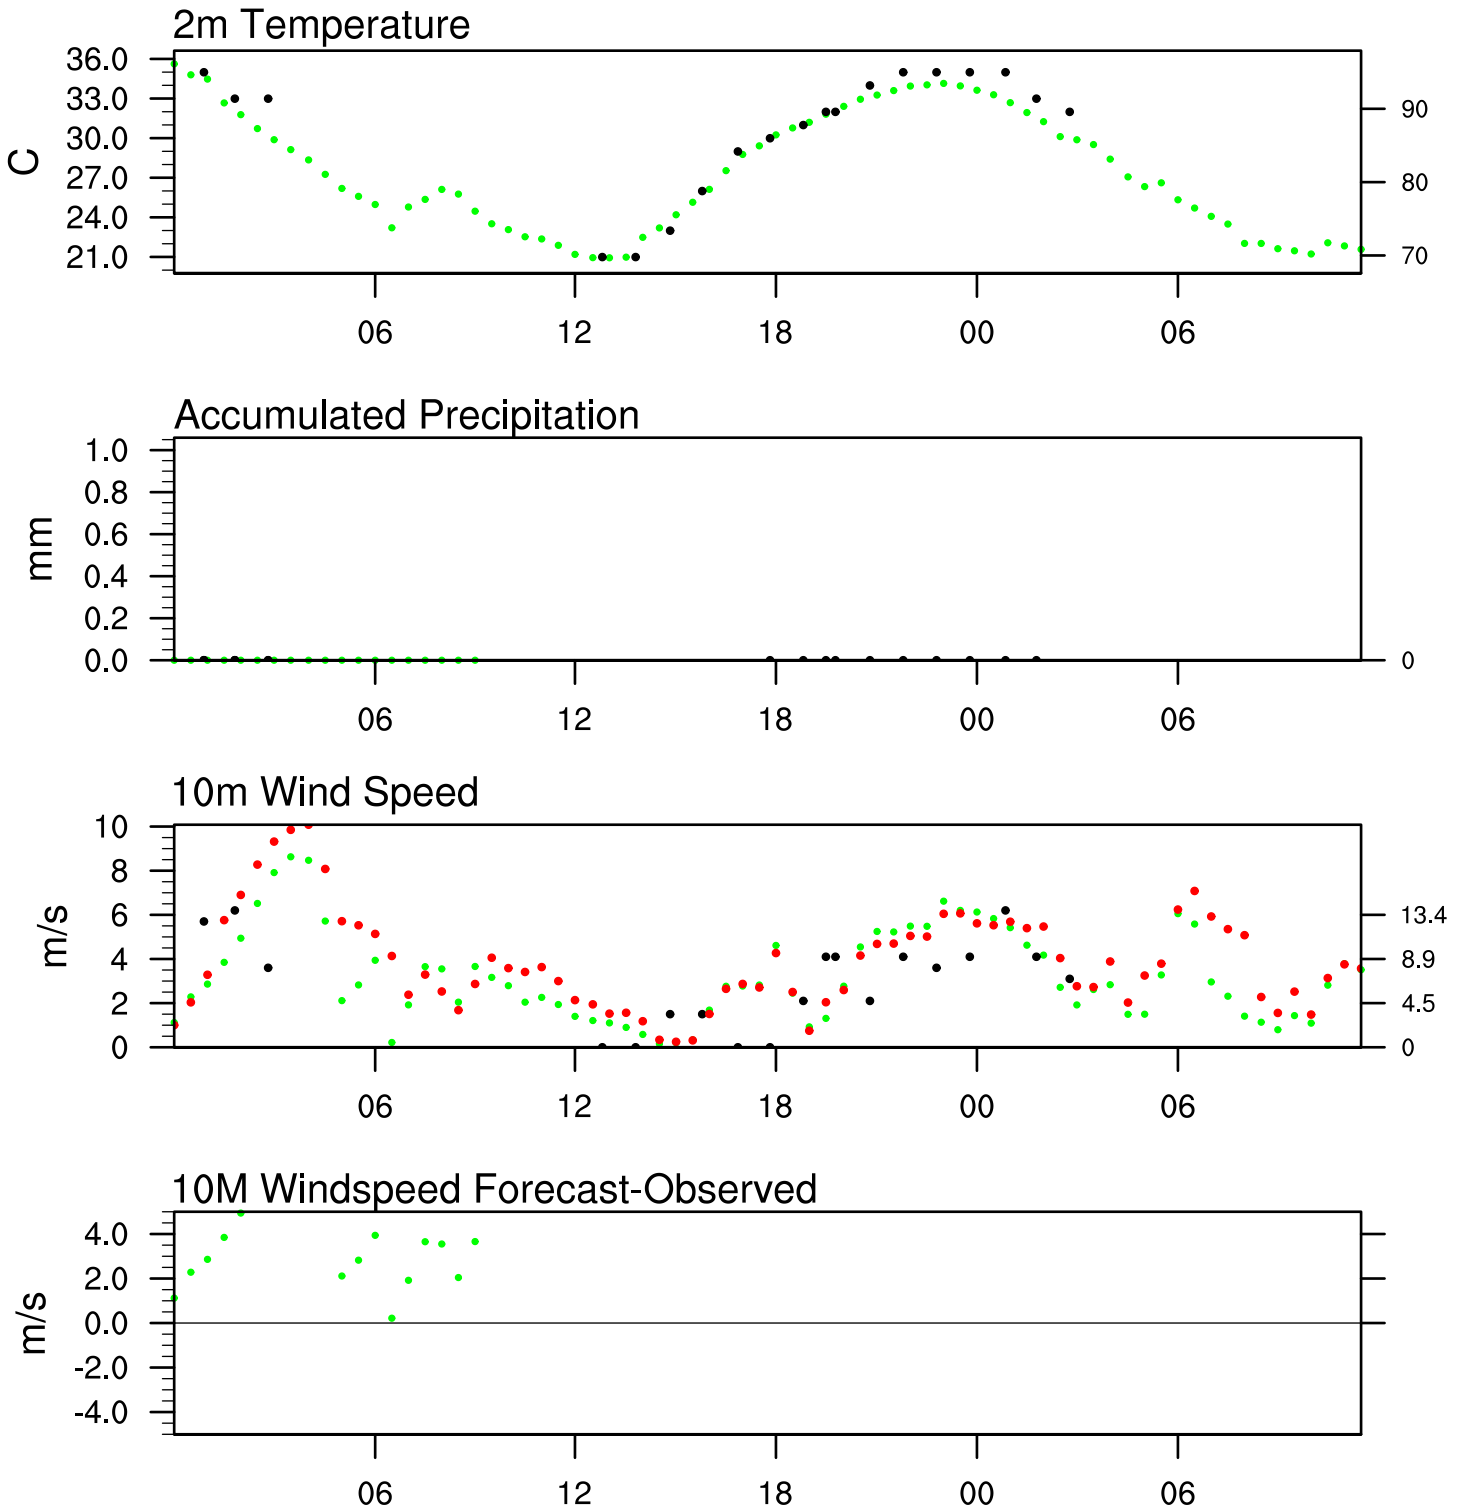 2m Temperature
36.0
33.0
30.0
27.0
24.0
21.0
C
90
80
70
06 12 18 00 06
Accumulated Precipitation
1.0
0.8
0.6
0.4
0.2
0.0
mm
0
06 12 18 00 06
10m Wind Speed
10
8
6
4
2
0
m/s
13.4
8.9
4.5
0
06 12 18 00 06
10M Windspeed Forecast-Observed
4.0
2.0
0.0
-2.0
-4.0
m/s
06 12 18 00 06